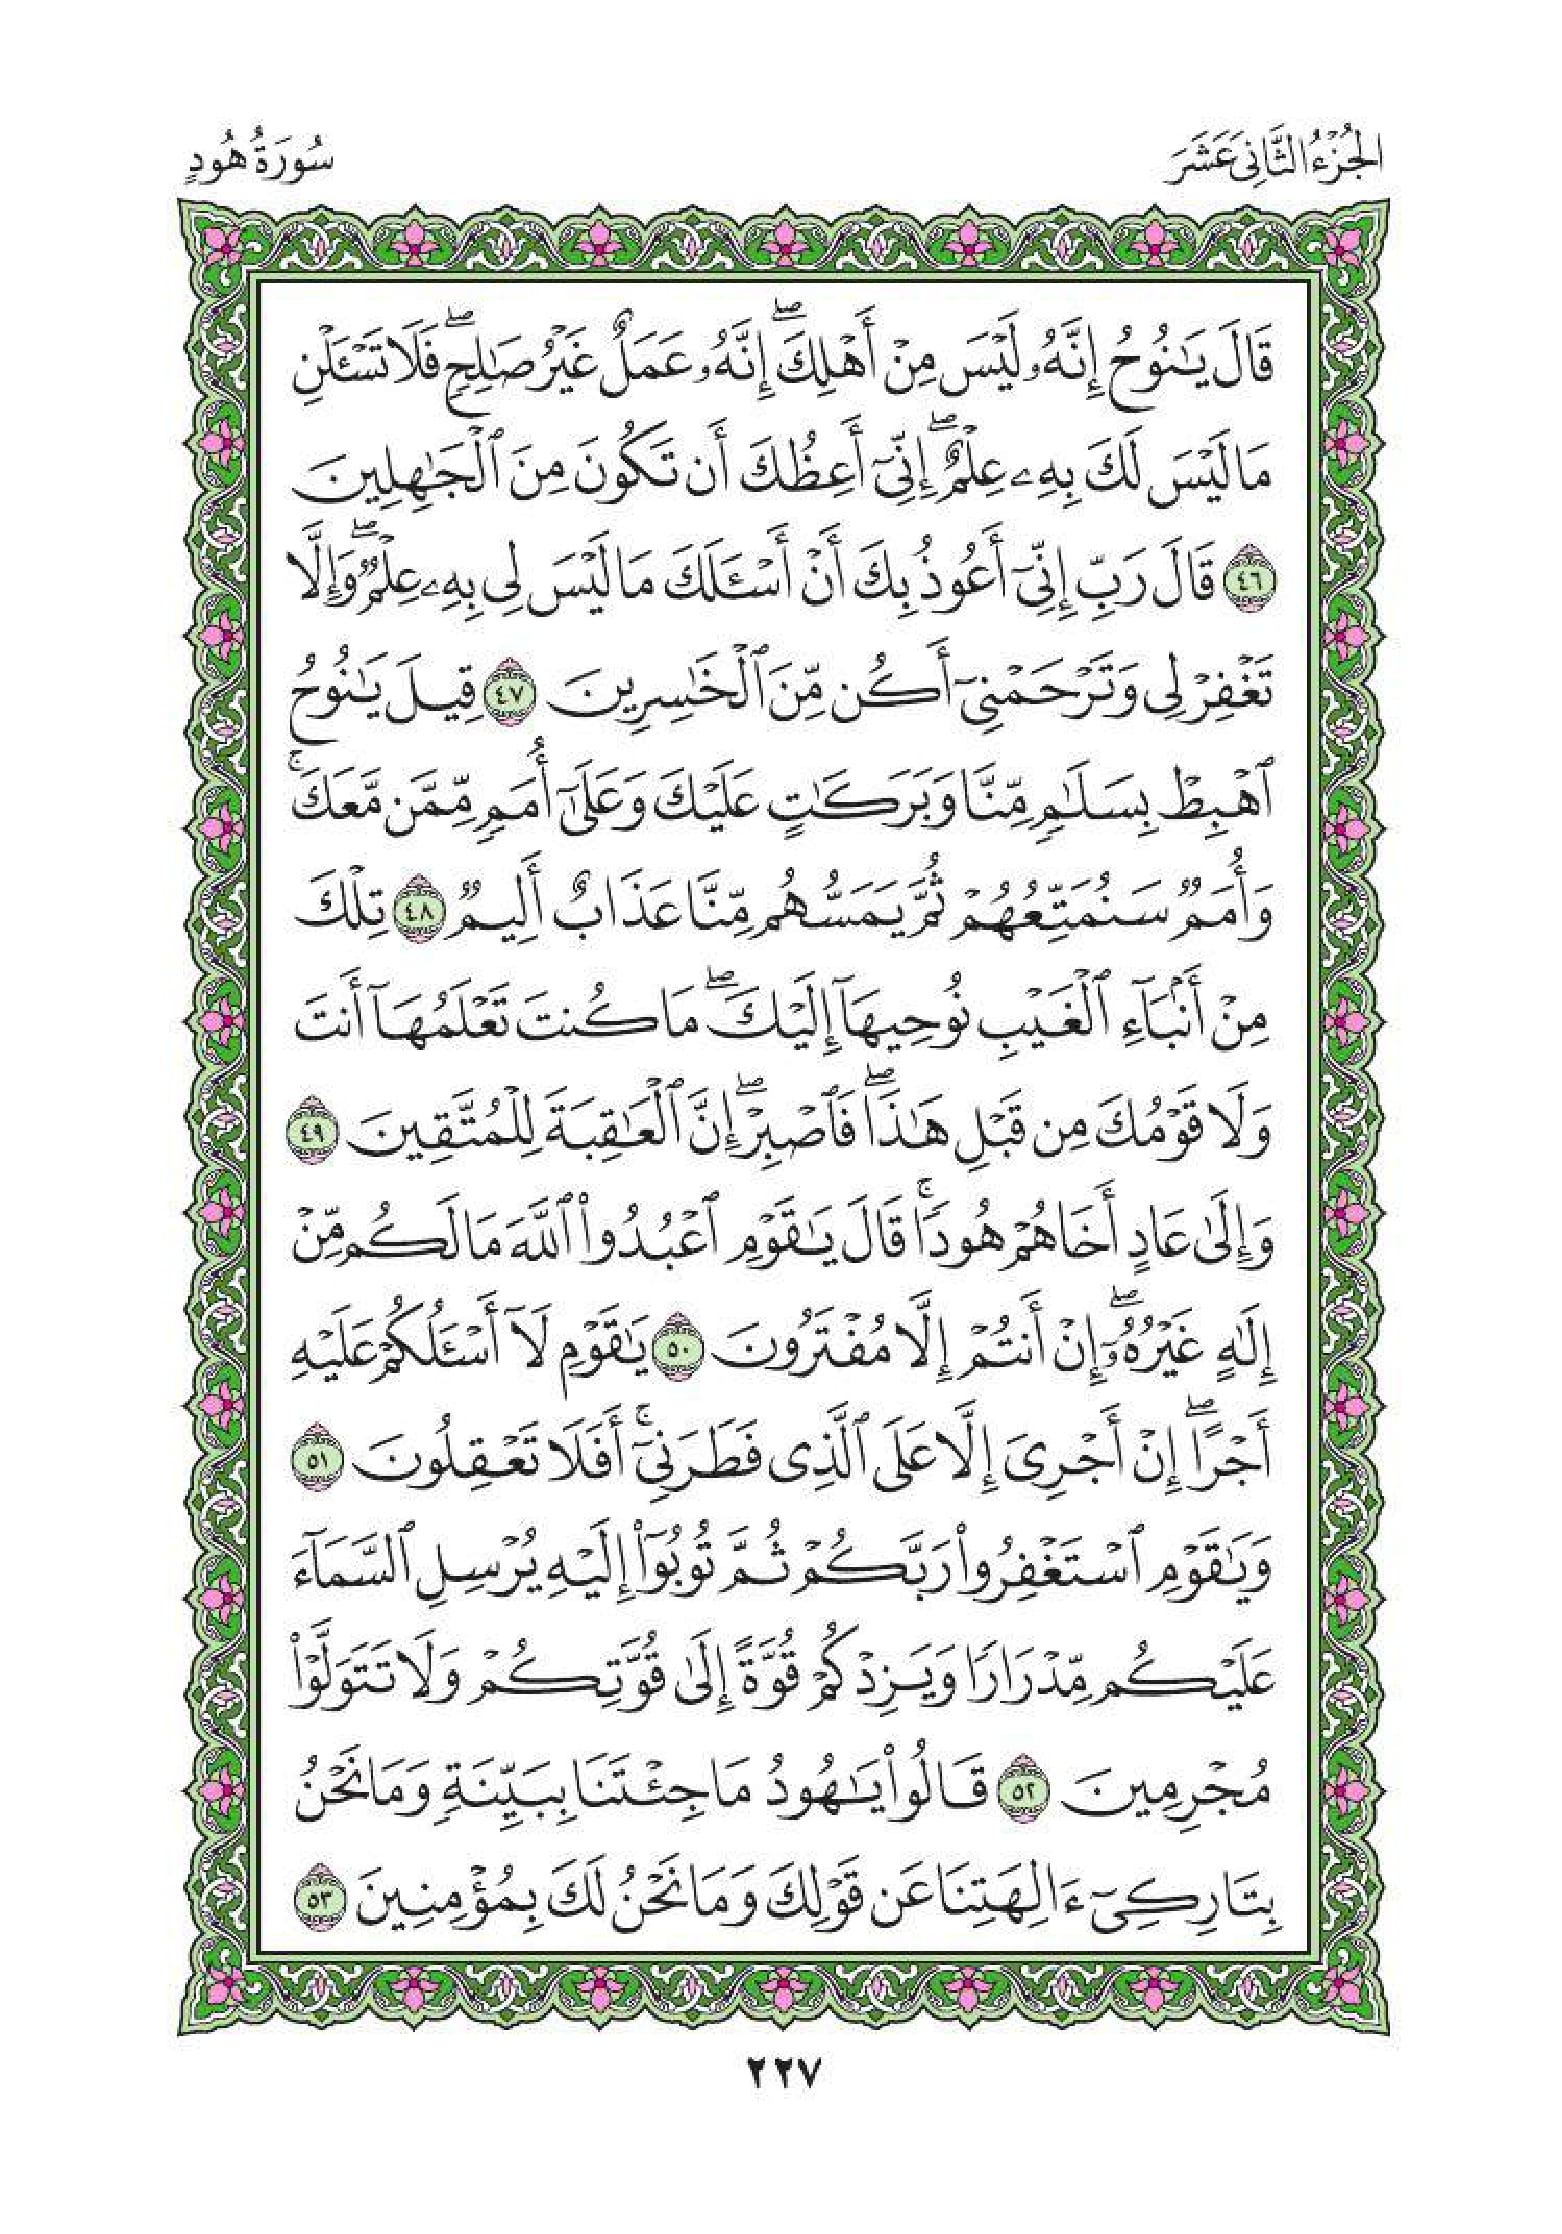 الجُزْءُ الثَّانِي عَشَرَ
سُورَةُ هُودٍ
قَالَ يَـٰنُوحُ إِنَّهُۥ لَيْسَ مِنْ أَهْلِكَ ۖ إِنَّهُۥ عَمَلٌ غَيْرُ صَـٰلِحٍ ۖ فَلَا تَسْـَٔلْنِ
مَا لَيْسَ لَكَ بِهِۦ عِلْمٌ ۖ إِنِّىٓ أَعِظُكَ أَن تَكُونَ مِنَ ٱلْجَـٰهِلِينَ
٤٦ قَالَ رَبِّ إِنِّىٓ أَعُوذُ بِكَ أَنْ أَسْـَٔلَكَ مَا لَيْسَ لِى بِهِۦ عِلْمٌ ۖ وَإِلَّا
تَغْفِرْ لِى وَتَرْحَمْنِىٓ أَكُن مِّنَ ٱلْخَـٰسِرِينَ ٤٧ قِيلَ يَـٰنُوحُ
ٱهْبِطْ بِسَلَـٰمٍ مِّنَّا وَبَرَكَـٰتٍ عَلَيْكَ وَعَلَىٰٓ أُمَمٍ مِّمَّن مَّعَكَ ۚ
وَأُمَمٌ سَنُمَتِّعُهُمْ ثُمَّ يَمَسُّهُم مِّنَّا عَذَابٌ أَلِيمٌ ٤٨ تِلْكَ
مِنْ أَنۢبَآءِ ٱلْغَيْبِ نُوحِيهَآ إِلَيْكَ ۖ مَا كُنتَ تَعْلَمُهَآ أَنتَ
وَلَا قَوْمُكَ مِن قَبْلِ هَـٰذَا ۖ فَٱصْبِرْ ۖ إِنَّ ٱلْعَـٰقِبَةَ لِلْمُتَّقِينَ ٤٩
وَإِلَىٰ عَادٍ أَخَاهُمْ هُودًا ۚ قَالَ يَـٰقَوْمِ ٱعْبُدُوا۟ ٱللَّهَ مَا لَكُم مِّنْ
إِلَـٰهٍ غَيْرُهُۥٓ ۖ إِنْ أَنتُمْ إِلَّا مُفْتَرُونَ ٥٠ يَـٰقَوْمِ لَآ أَسْـَٔلُكُمْ عَلَيْهِ
أَجْرًا ۖ إِنْ أَجْرِىَ إِلَّا عَلَى ٱلَّذِى فَطَرَنِىٓ ۚ أَفَلَا تَعْقِلُونَ ٥١
وَيَـٰقَوْمِ ٱسْتَغْفِرُوا۟ رَبَّكُمْ ثُمَّ تُوبُوٓا۟ إِلَيْهِ يُرْسِلِ ٱلسَّمَآءَ
عَلَيْكُم مِّدْرَارًا وَيَزِدْكُمْ قُوَّةً إِلَىٰ قُوَّتِكُمْ وَلَا تَتَوَلَّوْا۟
مُجْرِمِينَ ٥٢ قَالُوا۟ يَـٰهُودُ مَا جِئْتَنَا بِبَيِّنَةٍ وَمَا نَحْنُ
بِتَارِكِىٓ ءَالِهَتِنَا عَن قَوْلِكَ وَمَا نَحْنُ لَكَ بِمُؤْمِنِينَ ٥٣
٢٢٧